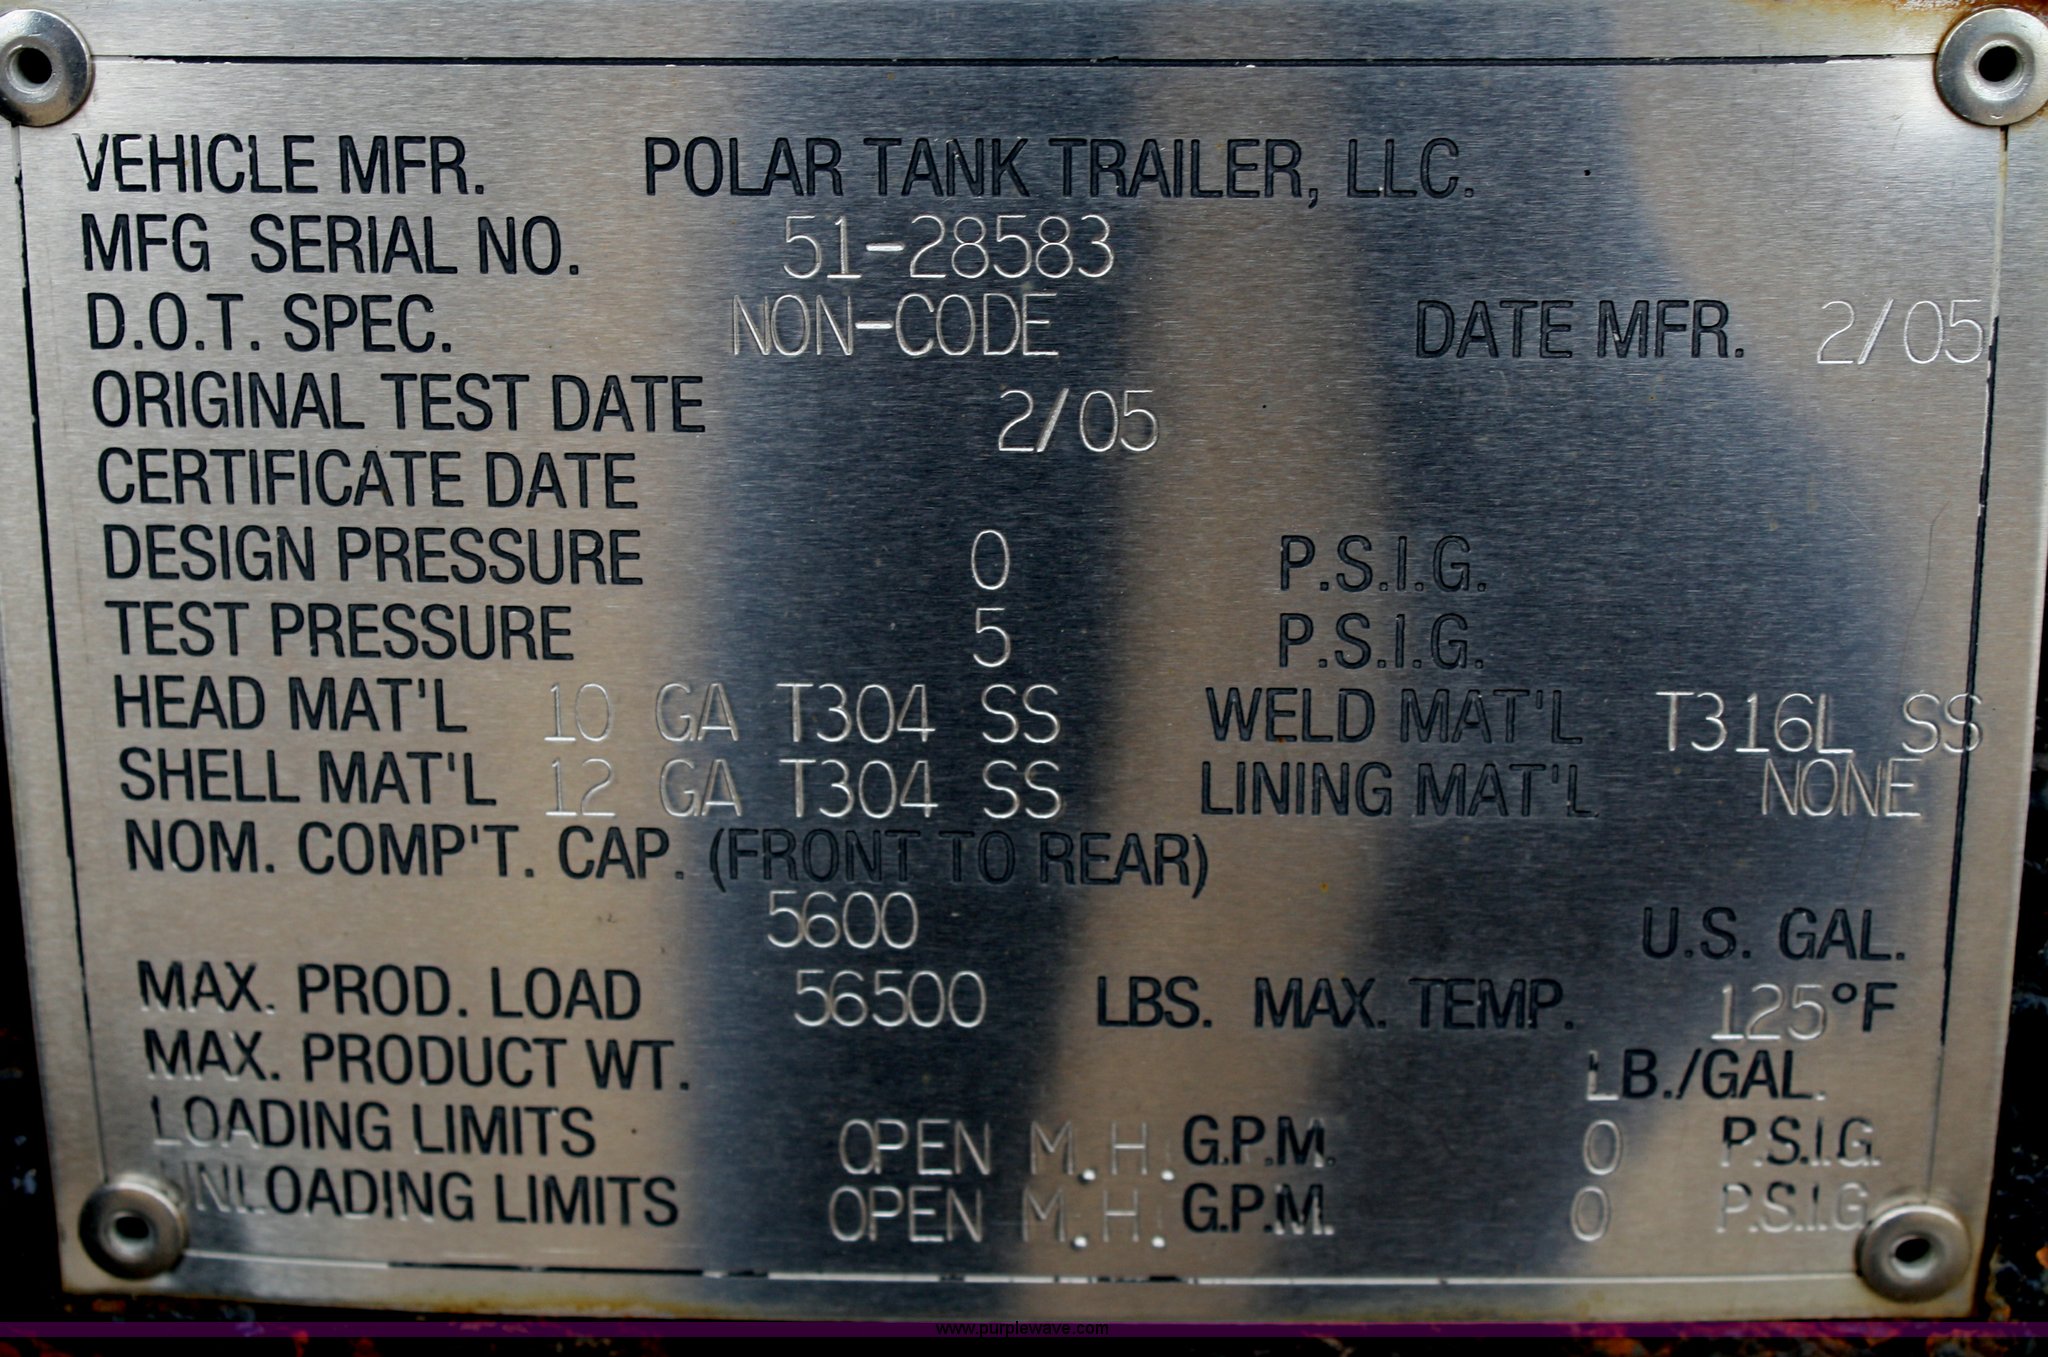 VEHICLE MFR. POLAR TANK TRAILER, LLC.
MFG SERIAL NO. 51-28583
D.O.T. SPEC. NON-CODE DATE MFR. 2/05
ORIGINAL TEST DATE 2/05
CERTIFICATE DATE
DESIGN PRESSURE 0 P.S.I.G.
TEST PRESSURE 5 P.S.I.G.
HEAD MAT'L 10 GA T304 SS WELD MAT'L T316L SS
SHELL MAT'L 12 GA T304 SS LINING MAT'L NONE
NOM. COMP'T. CAP. (FRONT TO REAR)
5600 U.S. GAL.
MAX. PROD. LOAD 56500 LBS. MAX. TEMP. 125°F
MAX. PRODUCT WT. LB./GAL.
LOADING LIMITS OPEN M.H. G.P.M. 0 P.S.I.G.
UNLOADING LIMITS OPEN M.H. G.P.M. 0 P.S.I.G.
www.purplewave.com